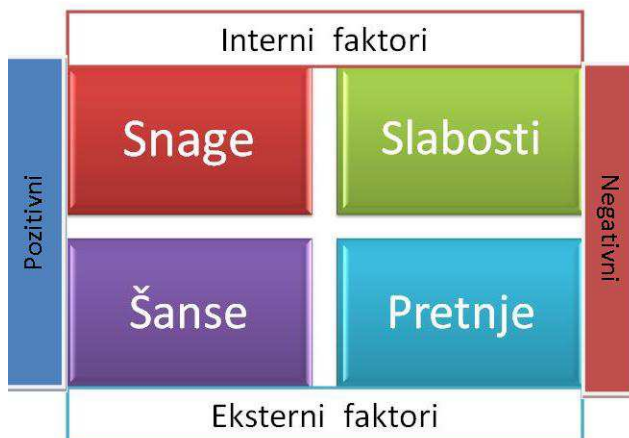 Interni faktori
Pozitivni
Snage
Slabosti
Negativni
Šanse
Pretnje
Eksterni faktori